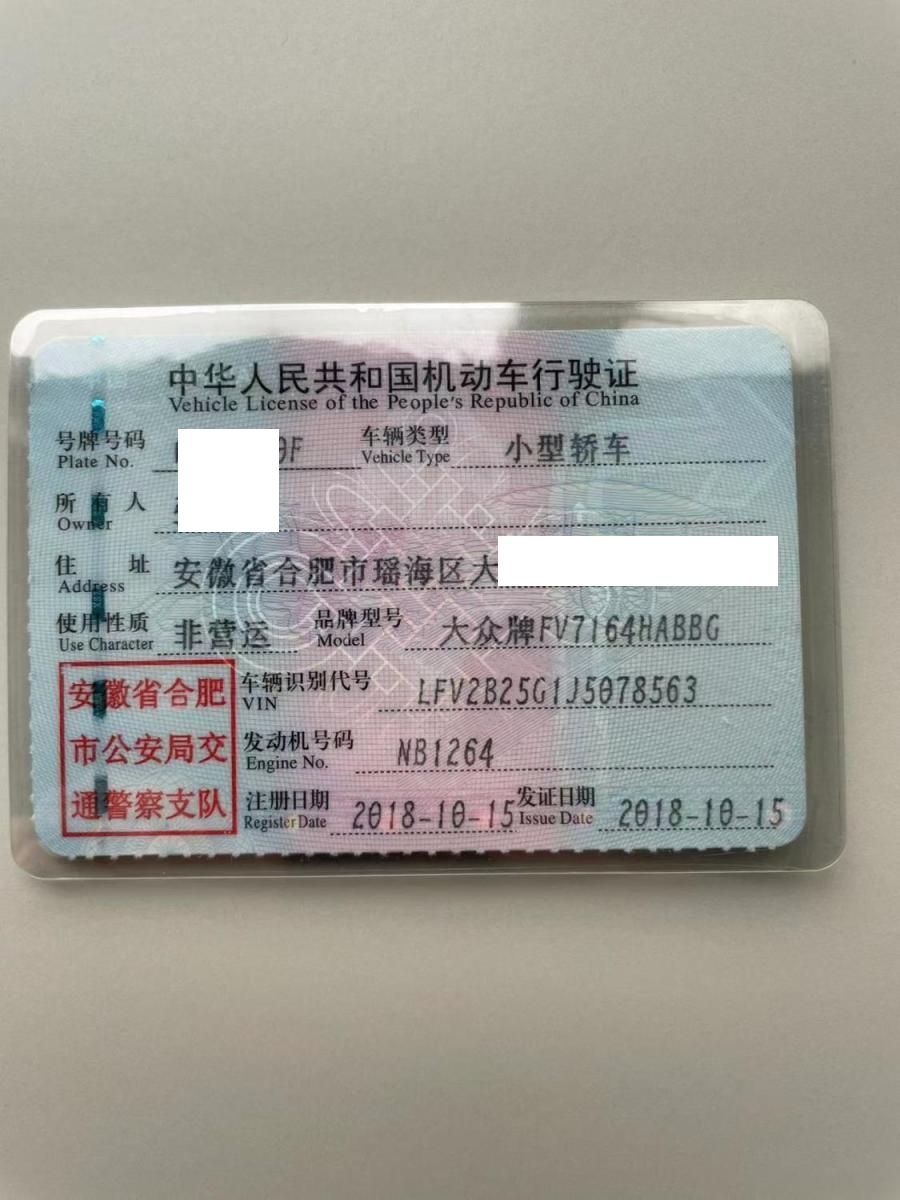 中华人民共和国机动车行驶证
Vehicle License of the People's Republic of China
号牌号码 9F 车辆类型 小型轿车
Plate No. Vehicle Type
所有人
Owner
住址 安徽省合肥市瑶海区大
Address
使用性质 非营运 品牌型号 大众牌FV7164HABBG
Use Character Model
安徽省合肥
市公安局交
通警察支队
车辆识别代号 LFV2B25G1J5078563
VIN
发动机号码 NB1264
Engine No.
注册日期 2018-10-15 发证日期 2018-10-15
Register Date Issue Date